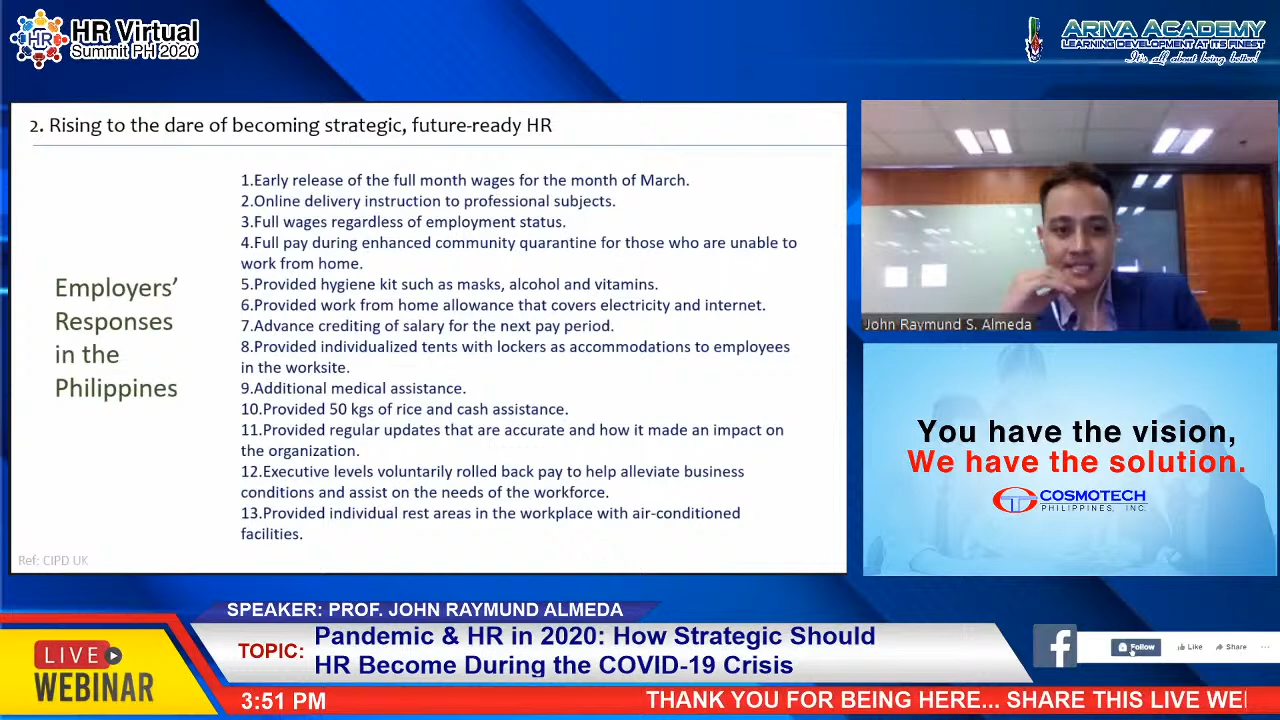 HR
HR Virtual
Summit PH 2020
ARIVA ACADEMY
LEARNING DEVELOPMENT AT ITS FINEST
It's all about being better!
2. Rising to the dare of becoming strategic, future-ready HR
Employers'
Responses
in the
Philippines
1.Early release of the full month wages for the month of March.
2.Online delivery instruction to professional subjects.
3.Full wages regardless of employment status.
4.Full pay during enhanced community quarantine for those who are unable to
work from home.
5.Provided hygiene kit such as masks, alcohol and vitamins.
6.Provided work from home allowance that covers electricity and internet.
7.Advance crediting of salary for the next pay period.
8.Provided individualized tents with lockers as accommodations to employees
in the worksite.
9.Additional medical assistance.
10.Provided 50 kgs of rice and cash assistance.
11.Provided regular updates that are accurate and how it made an impact on
the organization.
12.Executive levels voluntarily rolled back pay to help alleviate business
conditions and assist on the needs of the workforce.
13.Provided individual rest areas in the workplace with air-conditioned
facilities.
Ref: CIPD UK
John Raymund S. Almeda
You have the vision,
We have the solution.
COSMOTECH
PHILIPPINES, INC.
SPEAKER: PROF. JOHN RAYMUND ALMEDA
TOPIC:
Pandemic & HR in 2020: How Strategic Should
HR Become During the COVID-19 Crisis
LIVE
WEBINAR
Follow
Like
Share
3:51 PM
THANK YOU FOR BEING HERE... SHARE THIS LIVE WE